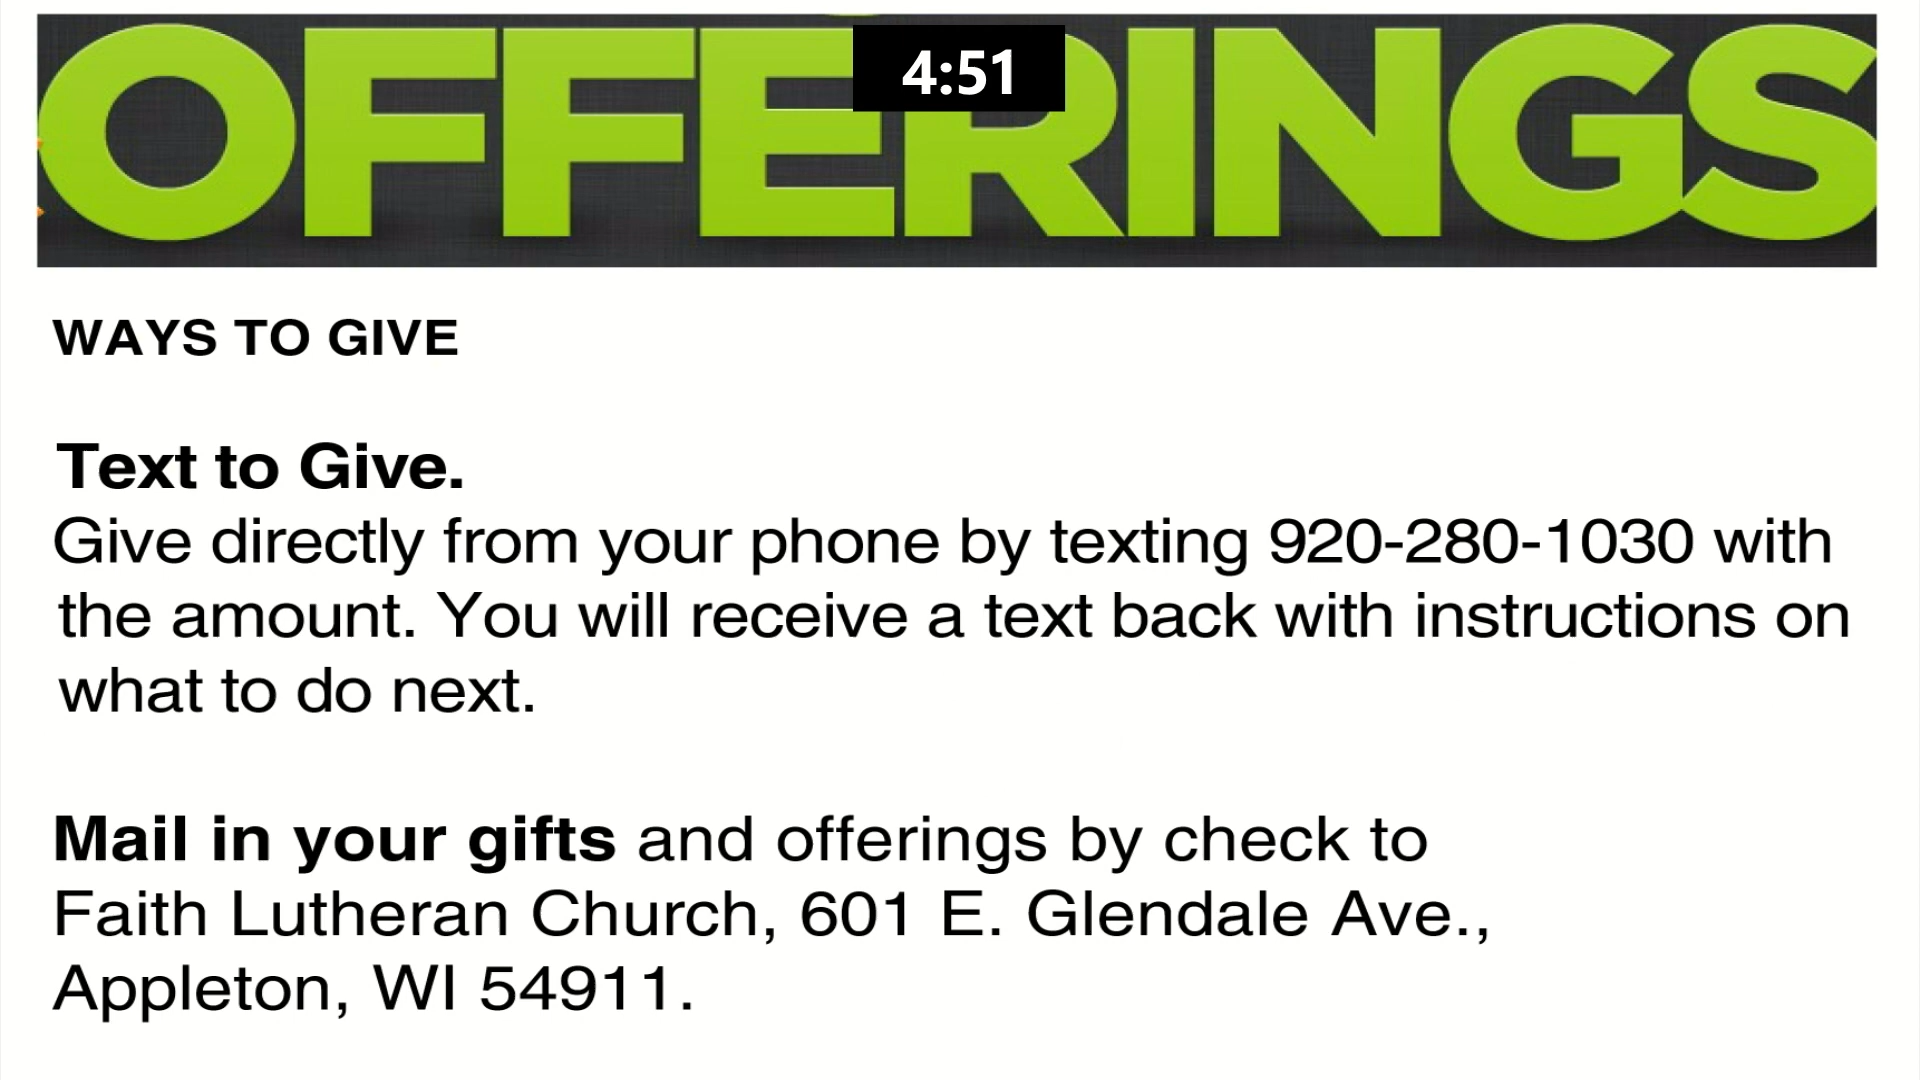 OFFERINGS
4:51
WAYS TO GIVE
Text to Give.
Give directly from your phone by texting 920-280-1030 with
the amount. You will receive a text back with instructions on
what to do next.
Mail in your gifts and offerings by check to
Faith Lutheran Church, 601 E. Glendale Ave.,
Appleton, WI 54911.